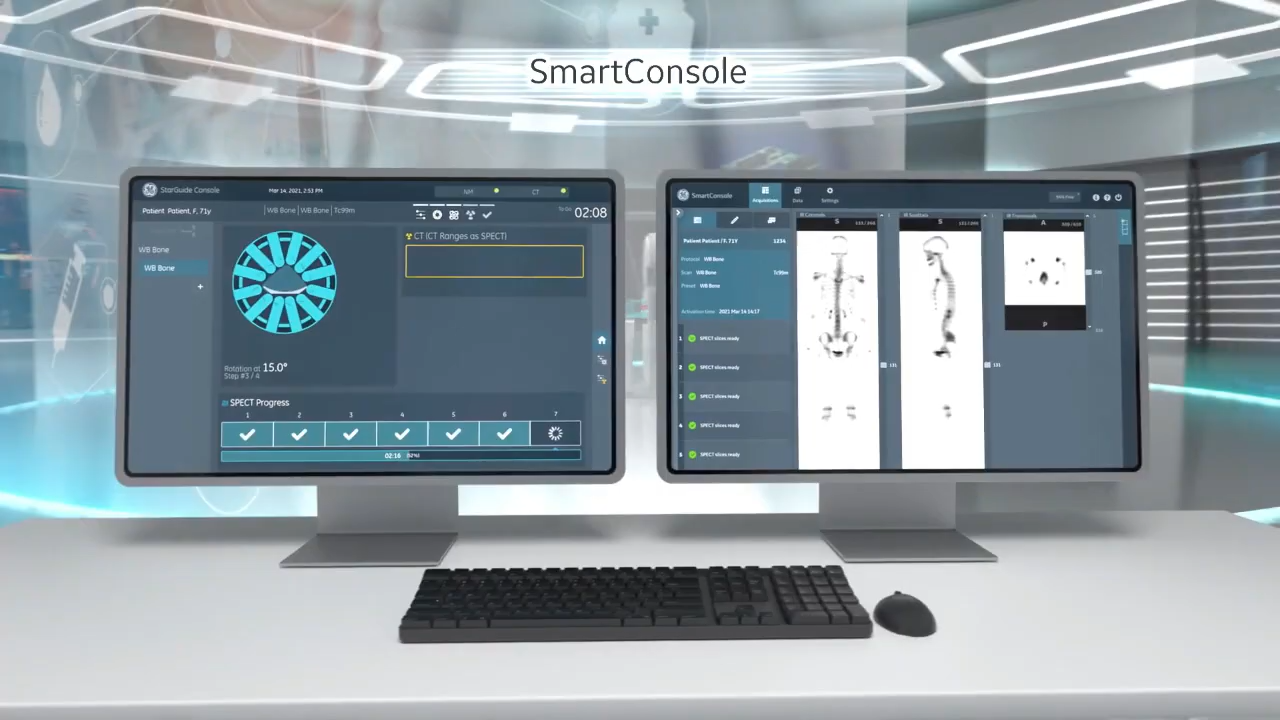 SmartConsole
StarGuide Console
Mar 14, 2021, 2:53 PM
NM
CT
Patient Patient, F, 71y
WB Bone
WB Bone
Tc99m
To Go
02:08
WB Bone
WB Bone
CT (CT Ranges as SPECT)
Rotation at 15.0°
Step #3 / 4
SPECT Progress
1 2 3 4 5 6 7
02:16
SmartConsole
Acquisitions
Data
Settings
Patient Patient / F, 71Y
1234
Protocol WB Bone
Scan WB Bone
Tc99m
Preset WB Bone
Activation time 2021 Mar 14 14:17
1 SPECT slices ready
2 SPECT slices ready
3 SPECT slices ready
4 SPECT slices ready
5 SPECT slices ready
S
S
A
P
131
131